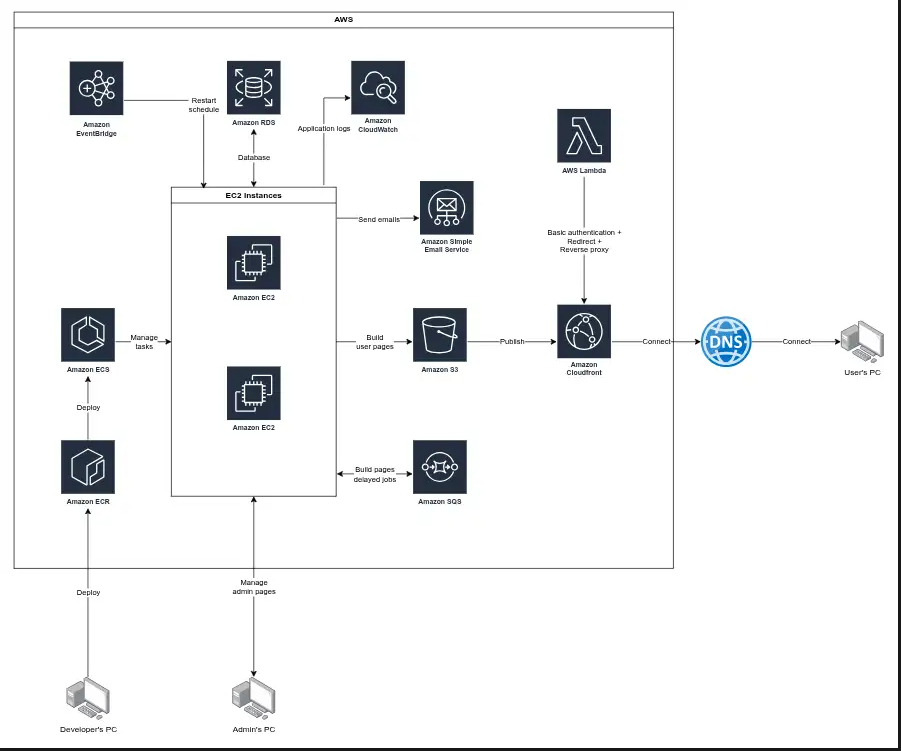 AWS
Amazon
EventBridge
Restart
schedule
Amazon RDS
Database
Application logs
Amazon
CloudWatch
AWS Lambda
Basic authentication +
Redirect +
Reverse proxy
EC2 Instances
Send emails
Amazon Simple
Email Service
Amazon EC2
Amazon ECS
Manage
tasks
Build
user pages
Amazon S3
Publish
Amazon
Cloudfront
Connect
DNS
Connect
User's PC
Deploy
Amazon EC2
Amazon ECR
Build pages
delayed jobs
Amazon SQS
Deploy
Manage
admin pages
Developer's PC
Admin's PC